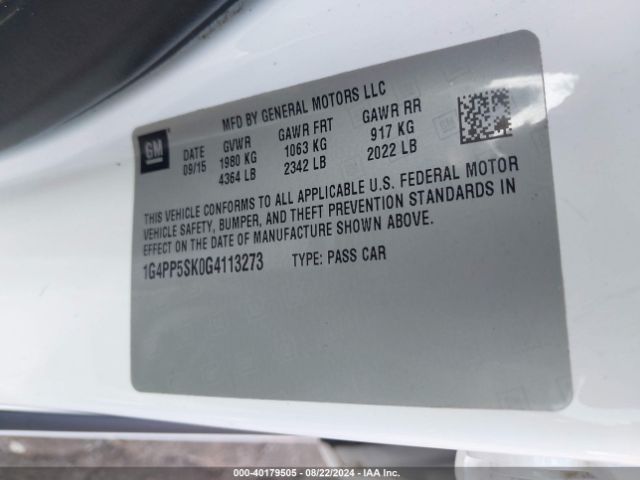 MFD BY GENERAL MOTORS LLC
GM
DATE GVWR GAWR FRT GAWR RR
09/15 1980 KG 1063 KG 917 KG
4364 LB 2342 LB 2022 LB
THIS VEHICLE CONFORMS TO ALL APPLICABLE U.S. FEDERAL MOTOR
VEHICLE SAFETY, BUMPER, AND THEFT PREVENTION STANDARDS IN
EFFECT ON THE DATE OF MANUFACTURE SHOWN ABOVE.
1G4PP5SK0G4113273 TYPE: PASS CAR
000-40179505 - 08/22/2024 - IAA Inc.